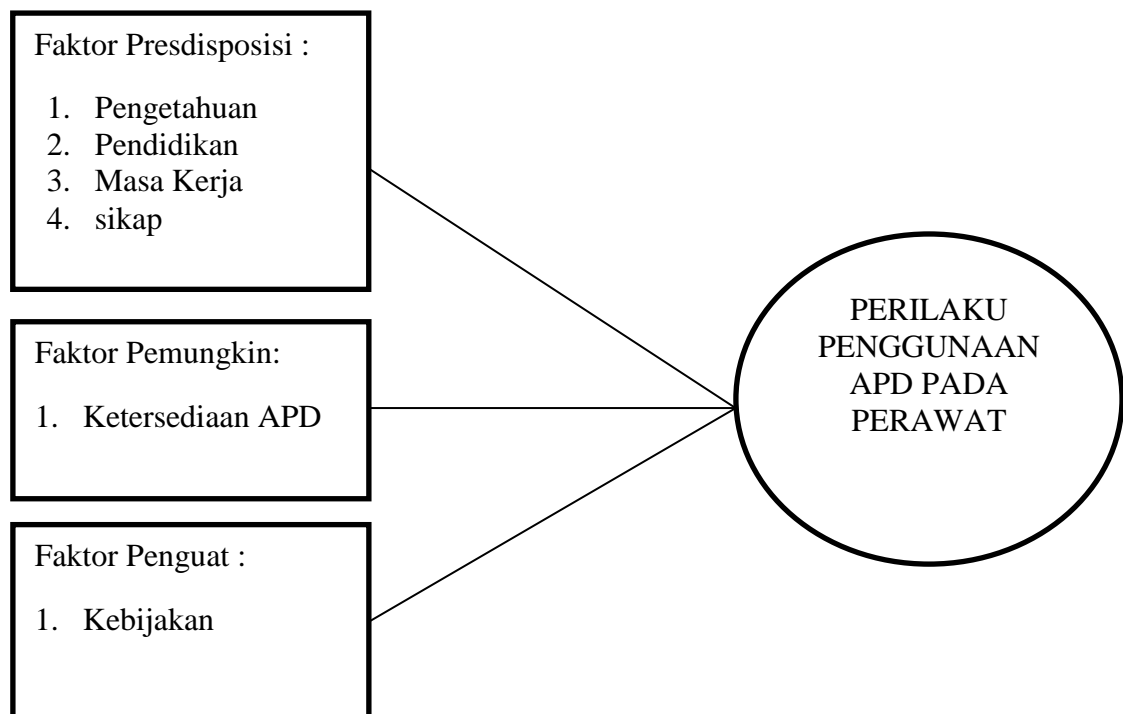 Faktor Presdisposisi :
1. Pengetahuan
2. Pendidikan
3. Masa Kerja
4. sikap
Faktor Pemungkin:
1. Ketersediaan APD
Faktor Penguat :
1. Kebijakan
PERILAKU
PENGGUNAAN
APD PADA
PERAWAT